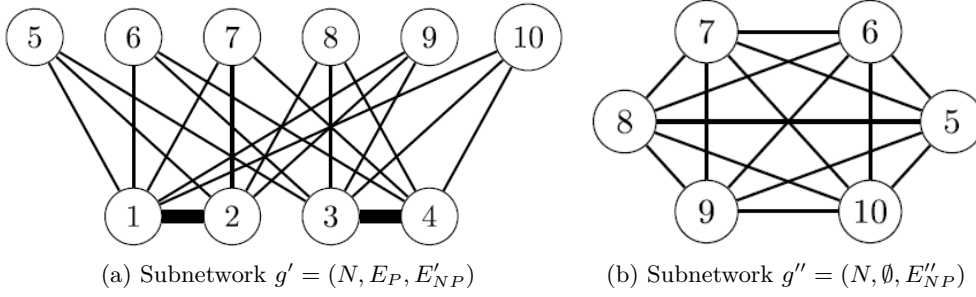 5 6 7 8 9 10
1 2 3 4
(a) Subnetwork g′ = (N, E_P, E′_NP)
7 6
8 5
9 10
(b) Subnetwork g″ = (N, ∅, E″_NP)